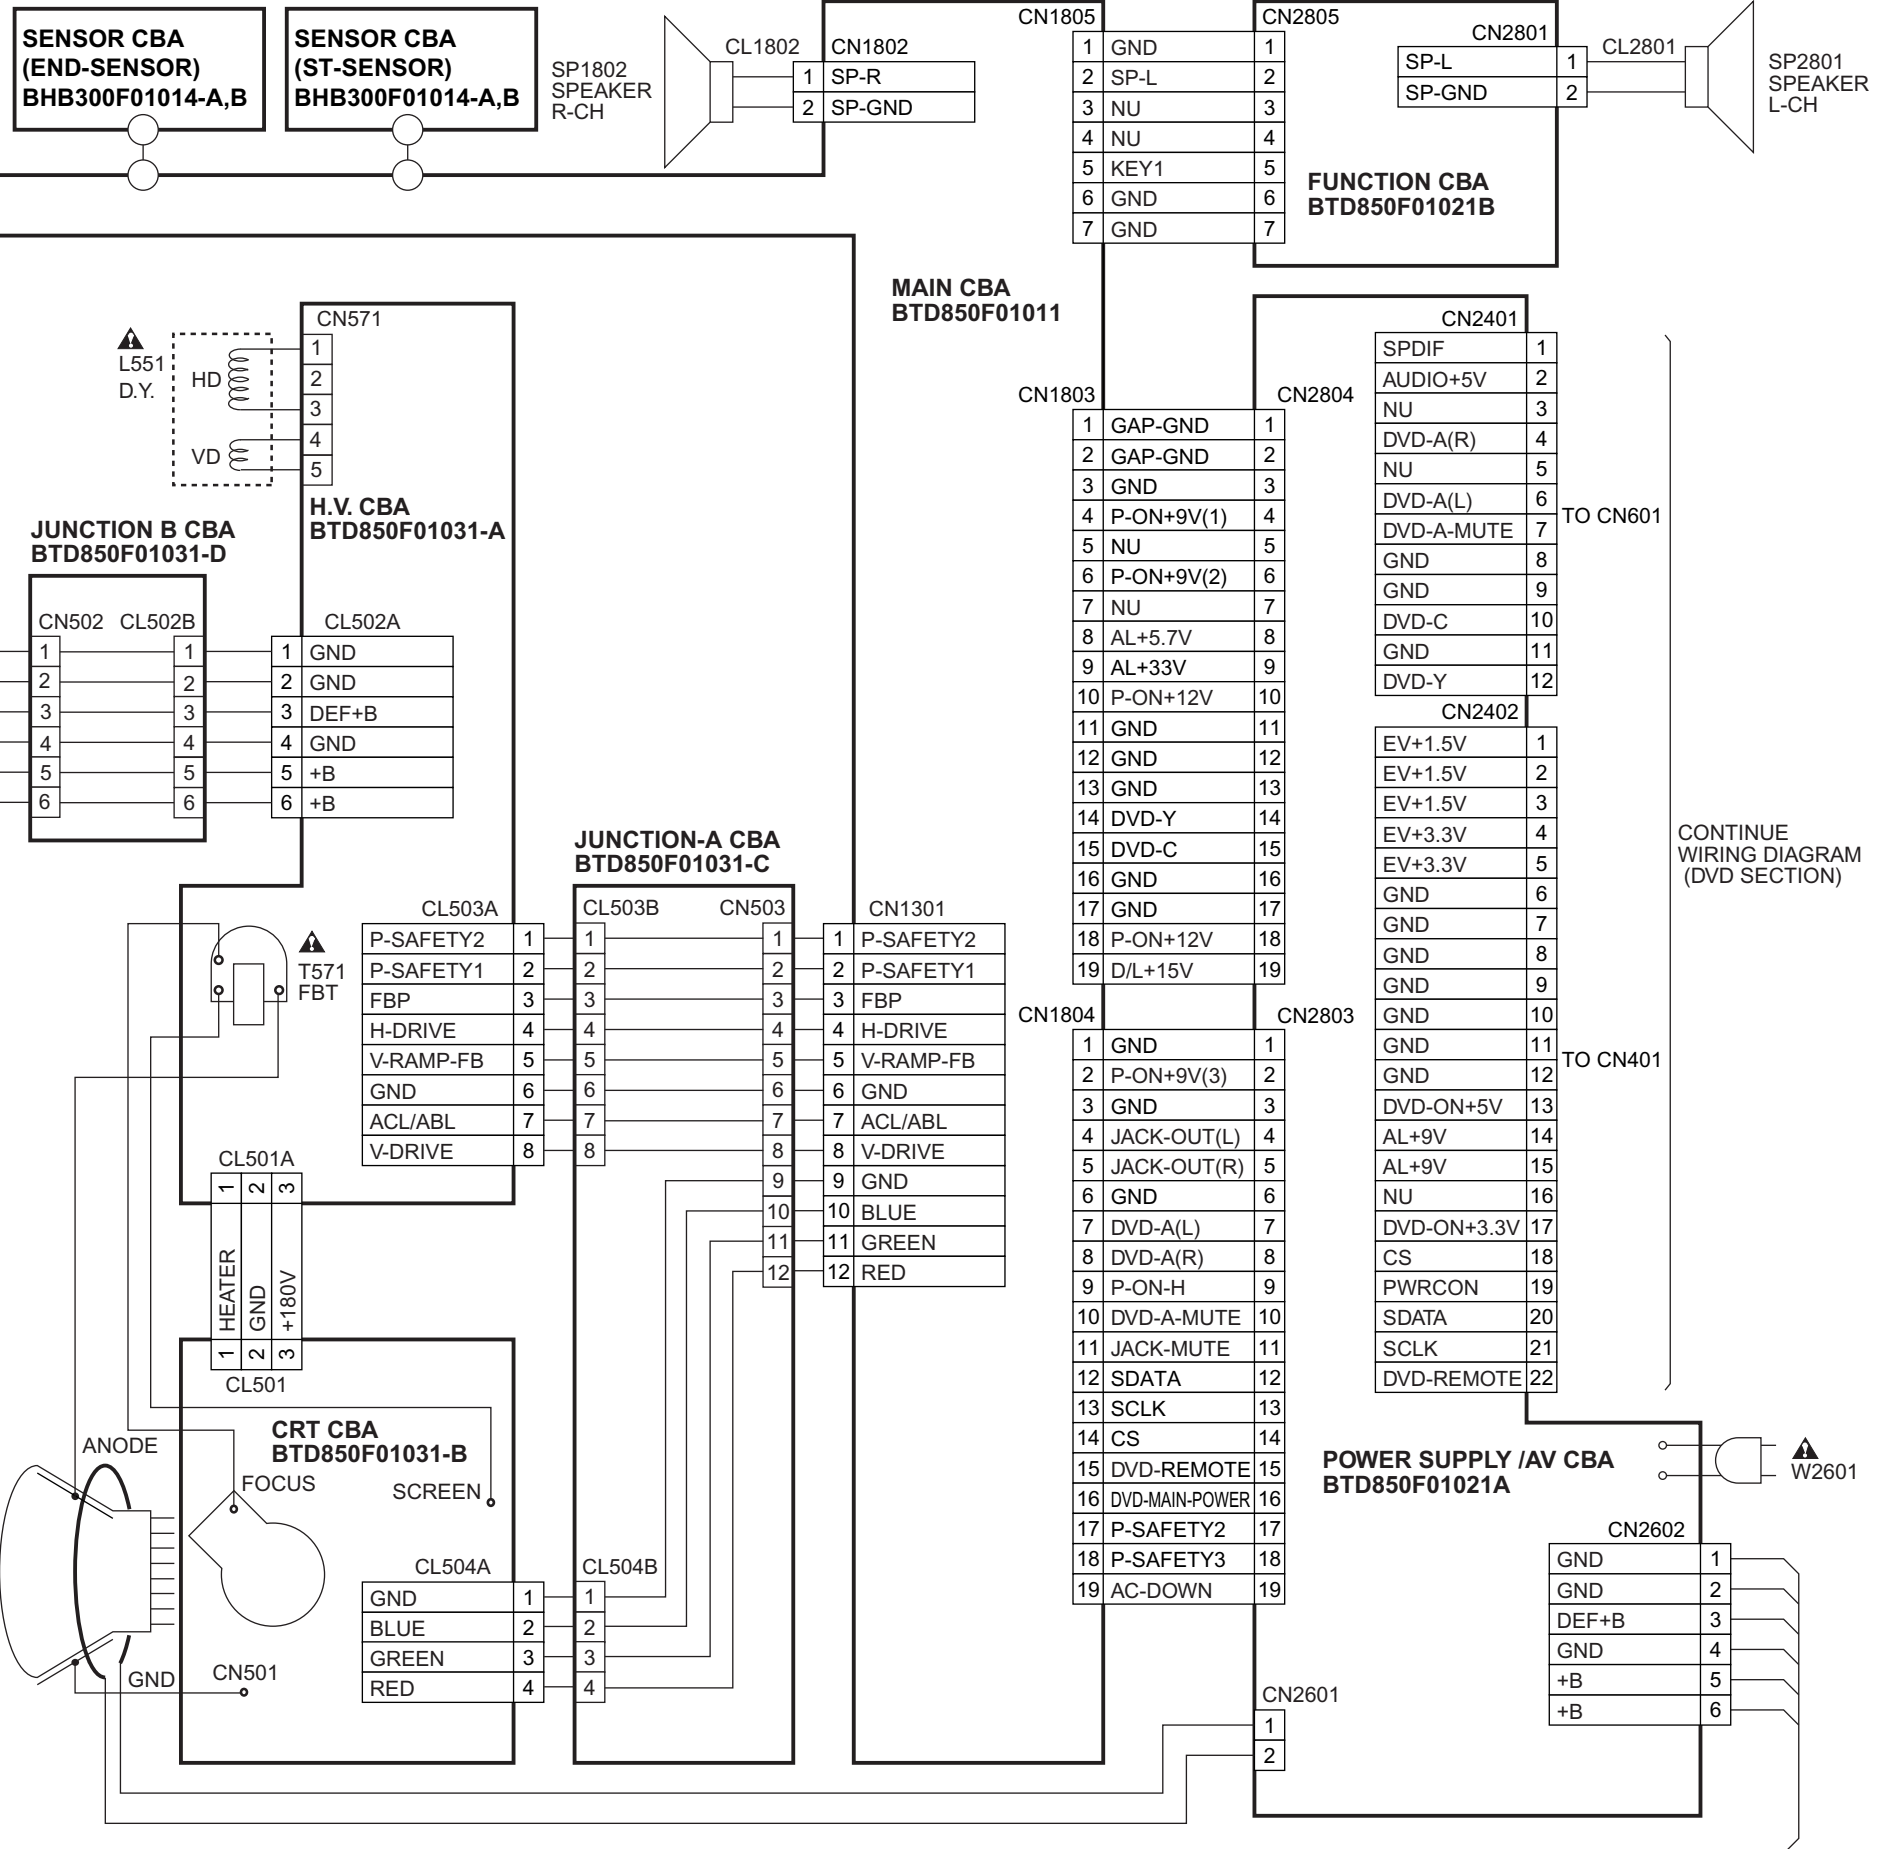 SENSOR CBA
(END-SENSOR)
BHB300F01014-A,B
SENSOR CBA
(ST-SENSOR)
BHB300F01014-A,B
SP1802
SPEAKER
R-CH
CL1802
CN1802
1 SP-R
2 SP-GND
CN1805
CN2805
1 GND 1
2 SP-L 2
3 NU 3
4 NU 4
5 KEY1 5
6 GND 6
7 GND 7
CN2801
SP-L 1
SP-GND 2
CL2801
SP2801
SPEAKER
L-CH
FUNCTION CBA
BTD850F01021B
MAIN CBA
BTD850F01011
L551
D.Y.
HD
VD
CN571
1
2
3
4
5
H.V. CBA
BTD850F01031-A
JUNCTION B CBA
BTD850F01031-D
CN502 CL502B
1 1
2 2
3 3
4 4
5 5
6 6
CL502A
1 GND
2 GND
3 DEF+B
4 GND
5 +B
6 +B
CN1803
CN2804
1 GAP-GND 1
2 GAP-GND 2
3 GND 3
4 P-ON+9V(1) 4
5 NU 5
6 P-ON+9V(2) 6
7 NU 7
8 AL+5.7V 8
9 AL+33V 9
10 P-ON+12V 10
11 GND 11
12 GND 12
13 GND 13
14 DVD-Y 14
15 DVD-C 15
16 GND 16
17 GND 17
18 P-ON+12V 18
19 D/L+15V 19
CN2401
SPDIF 1
AUDIO+5V 2
NU 3
DVD-A(R) 4
NU 5
DVD-A(L) 6
DVD-A-MUTE 7
GND 8
GND 9
DVD-C 10
GND 11
DVD-Y 12
TO CN601
CN2402
EV+1.5V 1
EV+1.5V 2
EV+1.5V 3
EV+3.3V 4
EV+3.3V 5
GND 6
GND 7
GND 8
GND 9
GND 10
GND 11
GND 12
DVD-ON+5V 13
AL+9V 14
AL+9V 15
NU 16
DVD-ON+3.3V 17
CS 18
PWRCON 19
SDATA 20
SCLK 21
DVD-REMOTE 22
TO CN401
CONTINUE
WIRING DIAGRAM
(DVD SECTION)
JUNCTION-A CBA
BTD850F01031-C
T571
FBT
CL503A
P-SAFETY2 1
P-SAFETY1 2
FBP 3
H-DRIVE 4
V-RAMP-FB 5
GND 6
ACL/ABL 7
V-DRIVE 8
CL503B
1
2
3
4
5
6
7
8
CN503
1
2
3
4
5
6
7
8
9
10
11
12
CN1301
1 P-SAFETY2
2 P-SAFETY1
3 FBP
4 H-DRIVE
5 V-RAMP-FB
6 GND
7 ACL/ABL
8 V-DRIVE
9 GND
10 BLUE
11 GREEN
12 RED
CN1804
CN2803
1 GND 1
2 P-ON+9V(3) 2
3 GND 3
4 JACK-OUT(L) 4
5 JACK-OUT(R) 5
6 GND 6
7 DVD-A(L) 7
8 DVD-A(R) 8
9 P-ON-H 9
10 DVD-A-MUTE 10
11 JACK-MUTE 11
12 SDATA 12
13 SCLK 13
14 CS 14
15 DVD-REMOTE 15
16 DVD-MAIN-POWER 16
17 P-SAFETY2 17
18 P-SAFETY3 18
19 AC-DOWN 19
CL501A
1 HEATER 1
2 GND 2
3 +180V 3
CL501
CRT CBA
BTD850F01031-B
ANODE
FOCUS
SCREEN
GND
CN501
CL504A
GND 1
BLUE 2
GREEN 3
RED 4
CL504B
1
2
3
4
POWER SUPPLY /AV CBA
BTD850F01021A
W2601
CN2602
GND 1
GND 2
DEF+B 3
GND 4
+B 5
+B 6
CN2601
1
2